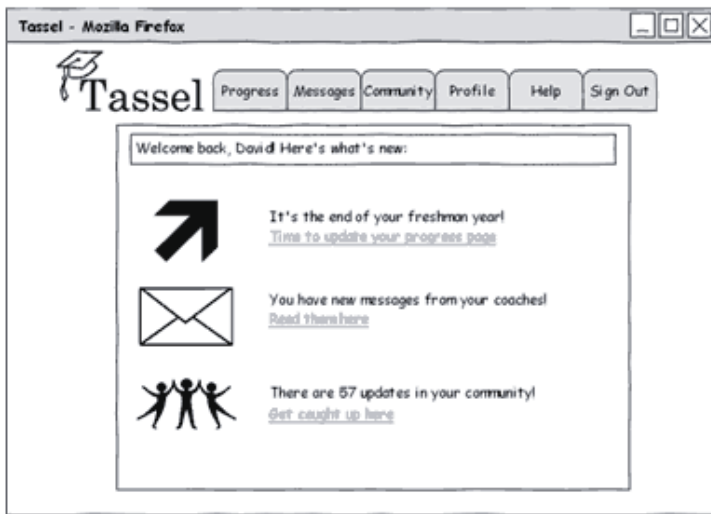 Tassel - Mozilla Firefox
Tassel
Progress Messages Community Profile Help Sign Out
Welcome back, David! Here's what's new:
It's the end of your freshman year!
Time to update your progress page
You have new messages from your coaches!
Read them here
There are 57 updates in your community!
Get caught up here